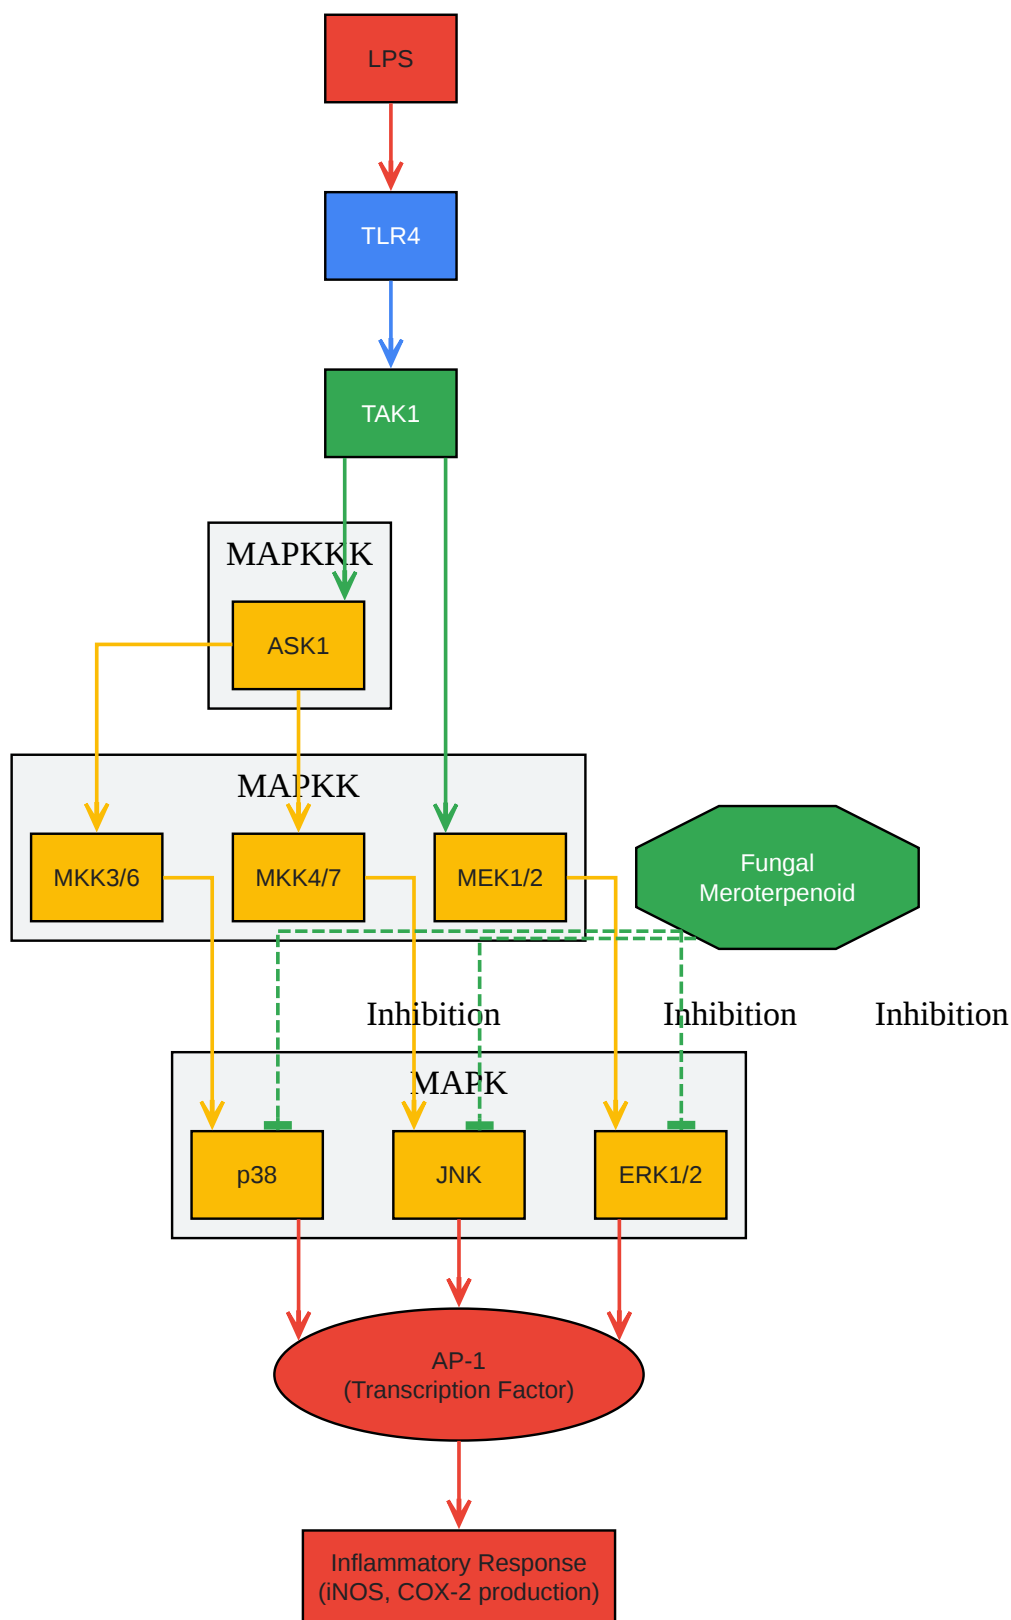 LPS
TLR4
TAK1
MAPKKK
ASK1
MAPKK
MKK3/6
MKK4/7
MEK1/2
Fungal
Meroterpenoid
Inhibition
Inhibition
Inhibition
MAPK
p38
JNK
ERK1/2
AP-1
(Transcription Factor)
Inflammatory Response
(iNOS, COX-2 production)